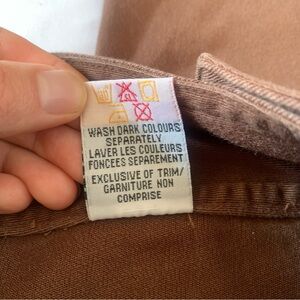 WASH DARK COLOURS
SEPARATELY
LAVER LES COULEURS
FONCEES SEPAREMENT
EXCLUSIVE OF TRIM/
GARNITURE NON
COMPRISE